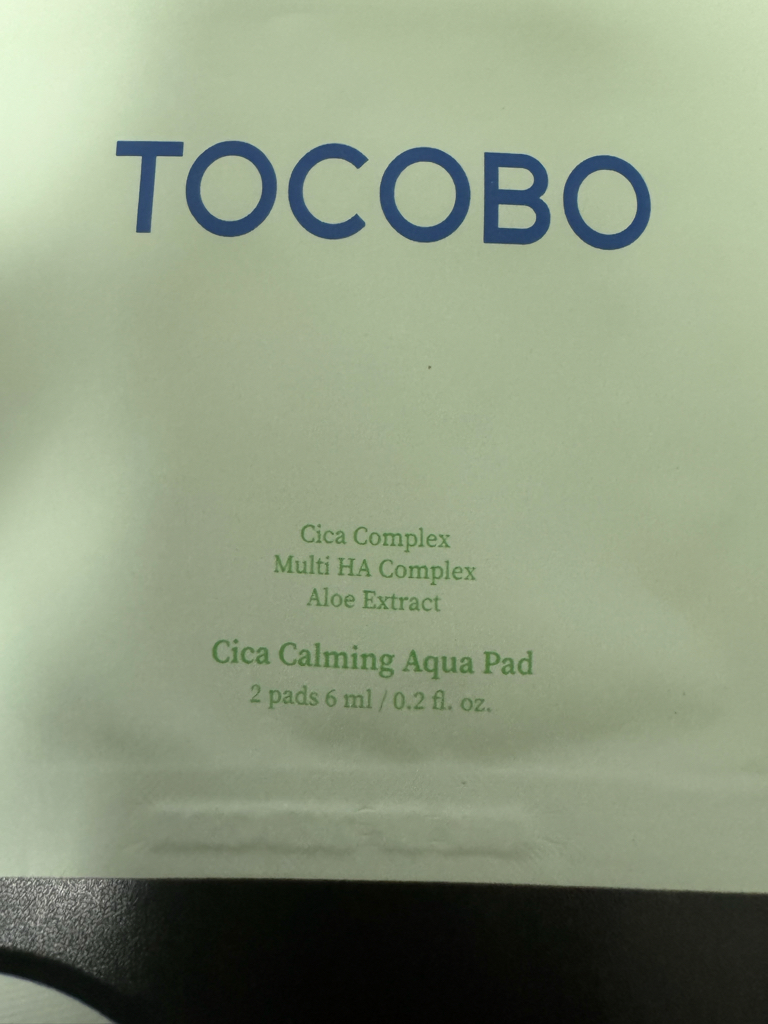 TOCOBO
Cica Complex
Multi HA Complex
Aloe Extract
Cica Calming Aqua Pad
2 pads 6 ml / 0.2 fl. oz.